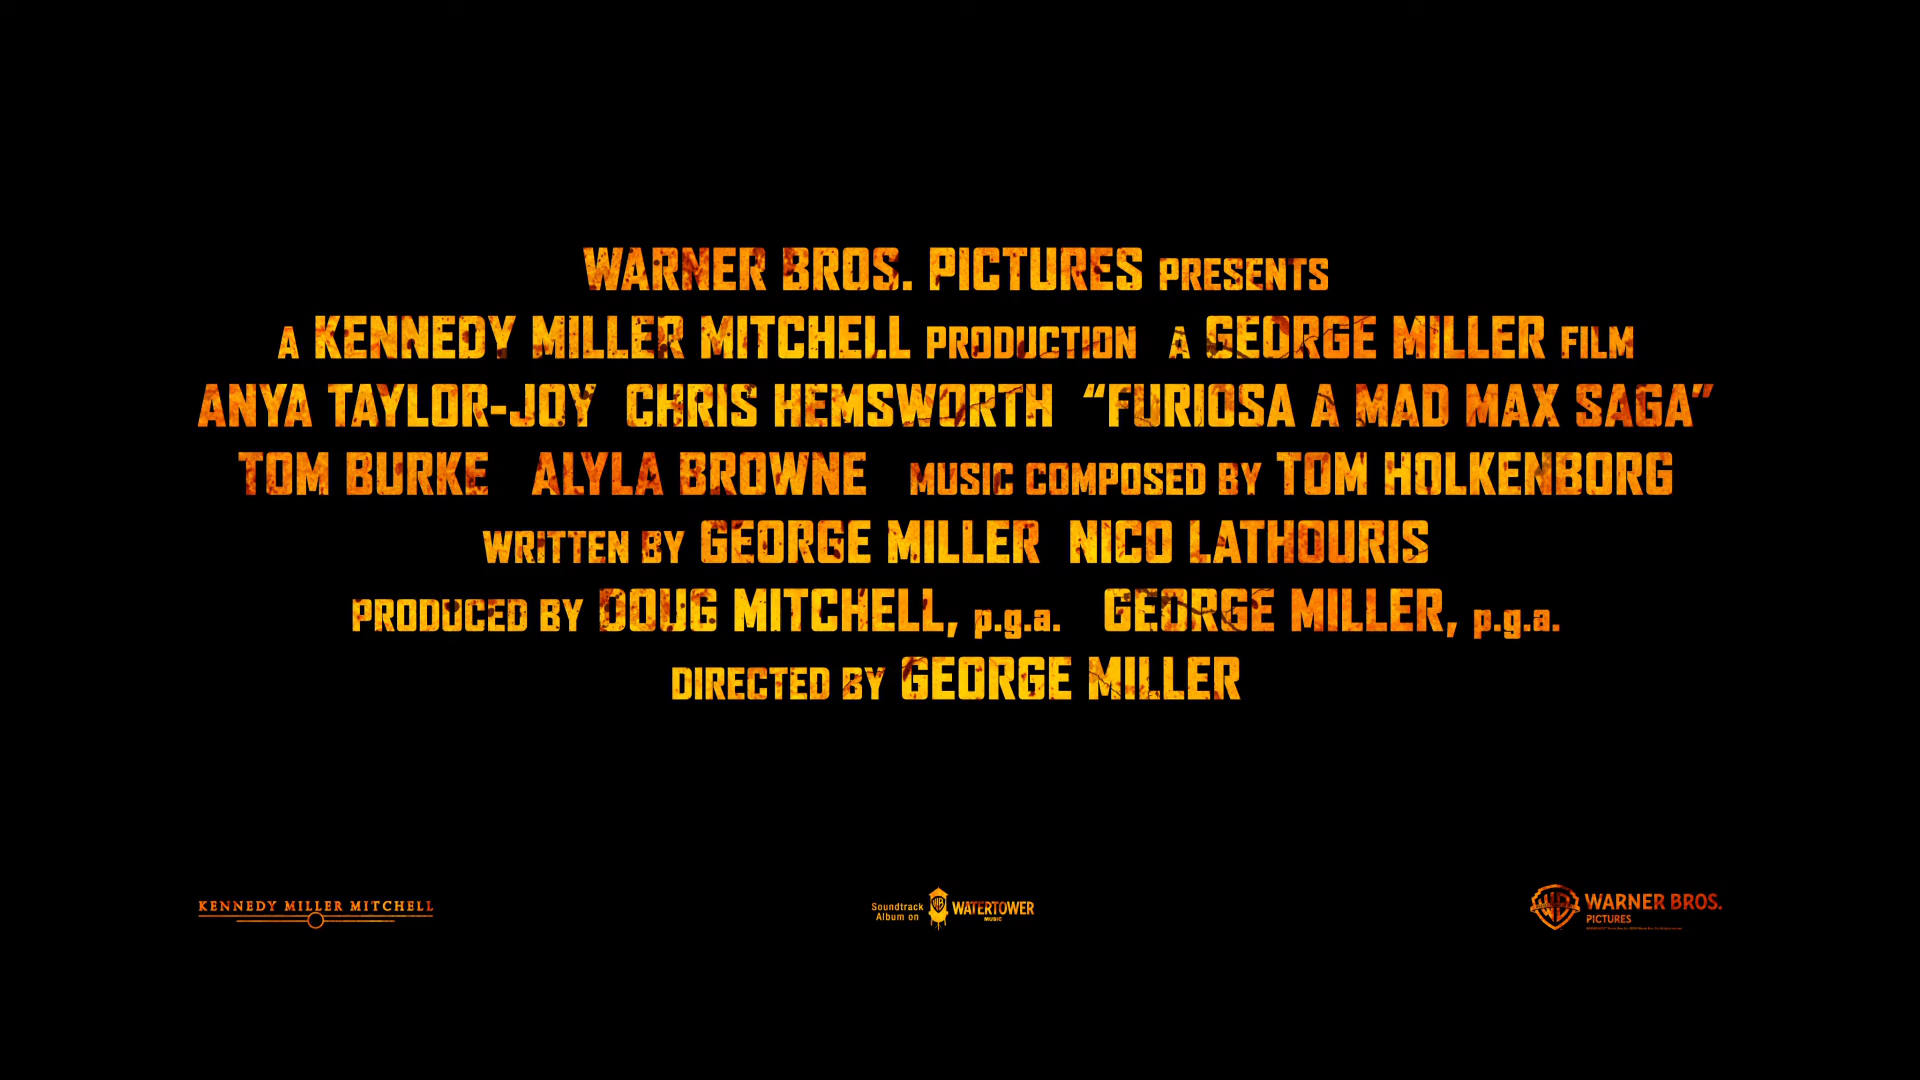 WARNER BROS. PICTURES PRESENTS
A KENNEDY MILLER MITCHELL PRODUCTION A GEORGE MILLER FILM
ANYA TAYLOR-JOY CHRIS HEMSWORTH “FURIOSA A MAD MAX SAGA”
TOM BURKE ALYLA BROWNE MUSIC COMPOSED BY TOM HOLKENBORG
WRITTEN BY GEORGE MILLER NICO LATHOURIS
PRODUCED BY DOUG MITCHELL, p.g.a. GEORGE MILLER, p.g.a.
DIRECTED BY GEORGE MILLER
KENNEDY MILLER MITCHELL
Soundtrack
Album on
WB
WATERTOWER
MUSIC
WB
WARNER BROS.
PICTURES